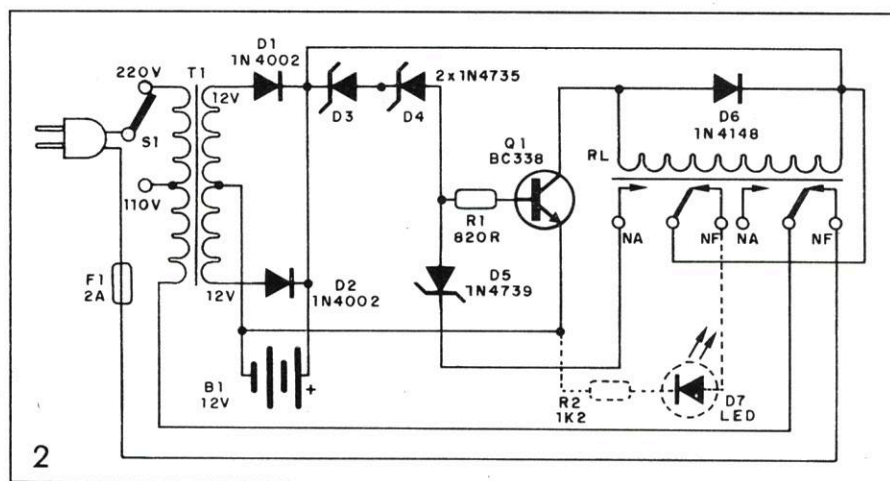 D1
1N4002
220V
T1
12V
2x1N4735
D3
D4
D6
1N4148
S1
Q1
BC338
RL
110V
R1
820R
NA
NF
NA
NF
F1
2A
12V
D2
1N4002
D5
1N4739
B1
12V
+
R2
1K2
D7
LED
2